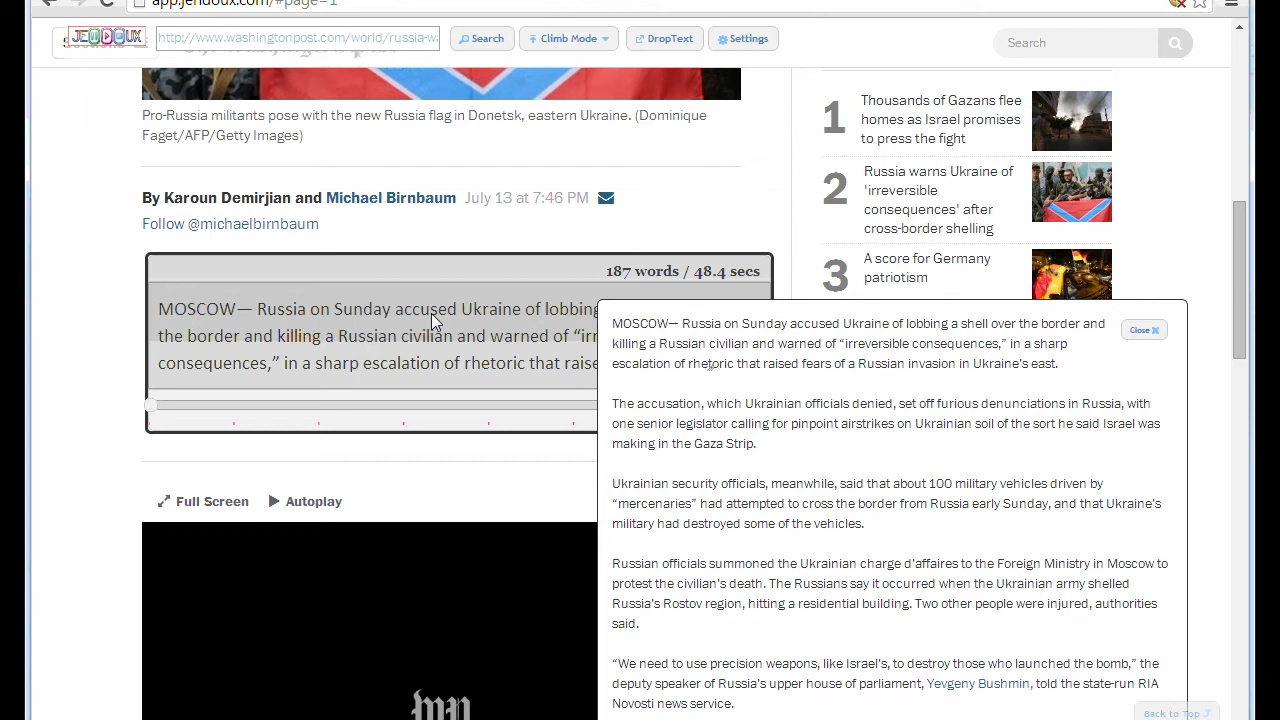 app.jendoux.com/#page=1
JENDOUX
http://www.washingtonpost.com/world/russia-wa
Search
Climb Mode
DropText
Settings
Search
Pro-Russia militants pose with the new Russia flag in Donetsk, eastern Ukraine. (Dominique
Faget/AFP/Getty Images)
By Karoun Demirjian and Michael Birnbaum July 13 at 7:46 PM
Follow @michaelbirnbaum
187 words / 48.4 secs
MOSCOW— Russia on Sunday accused Ukraine of lobbing
the border and killing a Russian civilian and warned of “irr
consequences,” in a sharp escalation of rhetoric that raise
Full Screen
Autoplay
1
Thousands of Gazans flee
homes as Israel promises
to press the fight
2
Russia warns Ukraine of
'irreversible
consequences' after
cross-border shelling
3
A score for Germany
patriotism
Close
MOSCOW— Russia on Sunday accused Ukraine of lobbing a shell over the border and
killing a Russian civilian and warned of “irreversible consequences,” in a sharp
escalation of rhetoric that raised fears of a Russian invasion in Ukraine’s east.
The accusation, which Ukrainian officials denied, set off furious denunciations in Russia, with
one senior legislator calling for pinpoint airstrikes on Ukrainian soil of the sort he said Israel was
making in the Gaza Strip.
Ukrainian security officials, meanwhile, said that about 100 military vehicles driven by
“mercenaries” had attempted to cross the border from Russia early Sunday, and that Ukraine’s
military had destroyed some of the vehicles.
Russian officials summoned the Ukrainian charge d’affaires to the Foreign Ministry in Moscow to
protest the civilian’s death. The Russians say it occurred when the Ukrainian army shelled
Russia’s Rostov region, hitting a residential building. Two other people were injured, authorities
said.
“We need to use precision weapons, like Israel’s, to destroy those who launched the bomb,” the
deputy speaker of Russia’s upper house of parliament, Yevgeny Bushmin, told the state-run RIA
Novosti news service.
Back to Top